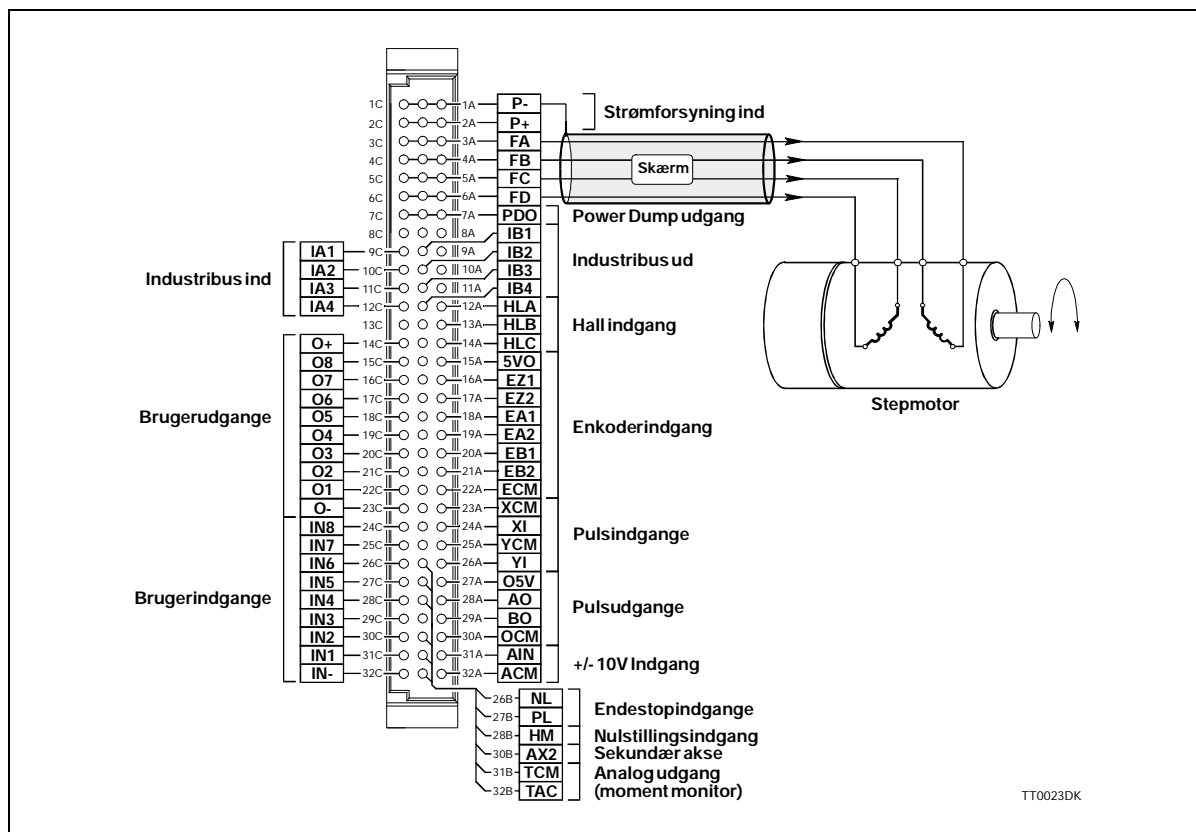 1C 1A P-
2C 2A P+
Strømforsyning ind
3C 3A FA
4C 4A FB
Skærm
5C 5A FC
6C 6A FD
7C 7A PDO
Power Dump udgang
8C 8A IB1
IA1 9C 9A IB2
IA2 10C 10A IB3
IA3 11C 11A IB4
Industribus ind
Industribus ud
IA4 12C 12A HLA
13C 13A HLB
Hall indgang
O+ 14C 14A HLC
O8 15C 15A 5VO
O7 16C 16A EZ1
O6 17C 17A EZ2
Stepmotor
O5 18C 18A EA1
Brugerudgange
Enkoderindgang
O4 19C 19A EA2
O3 20C 20A EB1
O2 21C 21A EB2
O1 22C 22A ECM
O- 23C 23A XCM
IN8 24C 24A XI
Pulsindgange
IN7 25C 25A YCM
IN6 26C 26A YI
IN5 27C 27A O5V
Brugerindgange
IN4 28C 28A AO
Pulsudgange
IN3 29C 29A BO
IN2 30C 30A OCM
IN1 31C 31A AIN
+/- 10V Indgang
IN- 32C 32A ACM
26B NL
Endestopindgange
27B PL
28B HM Nulstillingsindgang
30B AX2 Sekundær akse
31B TCM Analog udgang
32B TAC (moment monitor)
TT0023DK